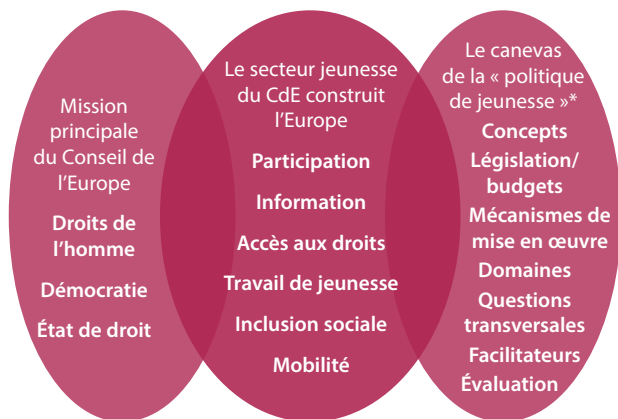 Mission
principale
du Conseil de
l'Europe
Droits de
l'homme
Démocratie
État de droit
Le secteur jeunesse
du CdE construit
l'Europe
Participation
Information
Accès aux droits
Travail de jeunesse
Inclusion sociale
Mobilité
Le canevas
de la « politique
de jeunesse »*
Concepts
Législation/
budgets
Mécanismes de
mise en œuvre
Domaines
Questions
transversales
Facilitateurs
Évaluation